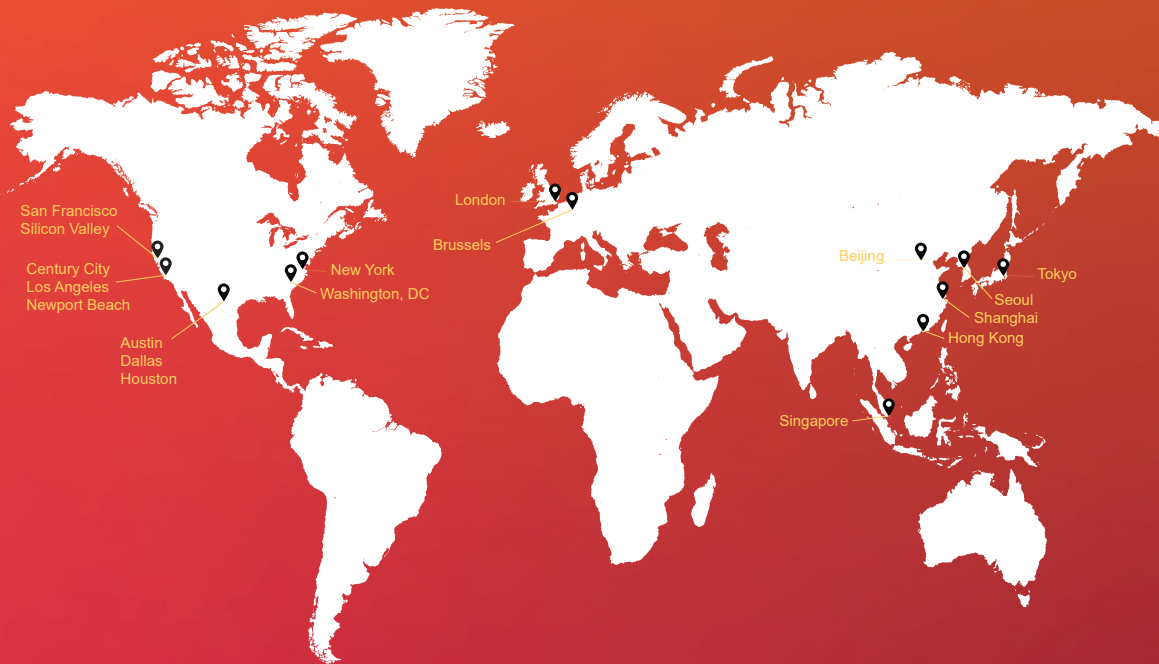 San Francisco
Silicon Valley
Century City
Los Angeles
Newport Beach
Austin
Dallas
Houston
New York
Washington, DC
London
Brussels
Beijing
Tokyo
Seoul
Shanghai
Hong Kong
Singapore